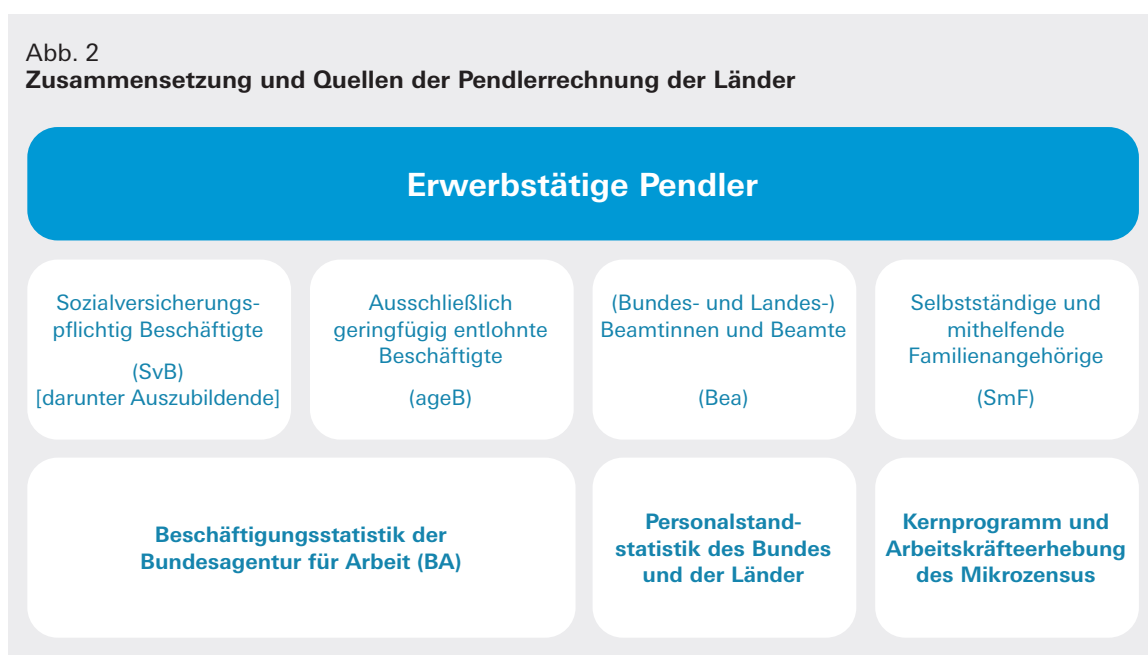 Abb. 2
Zusammensetzung und Quellen der Pendlerrechnung der Länder
Erwerbstätige Pendler
Sozialversicherungs-
pflichtig Beschäftigte
(SvB)
[darunter Auszubildende]
Ausschließlich
geringfügig entlohnte
Beschäftigte
(ageB)
(Bundes- und Landes-)
Beamtinnen und Beamte
(Bea)
Selbstständige und
mithelfende
Familienangehörige
(SmF)
Beschäftigungsstatistik der
Bundesagentur für Arbeit (BA)
Personalstand-
statistik des Bundes
und der Länder
Kernprogramm und
Arbeitskräfteerhebung
des Mikrozensus